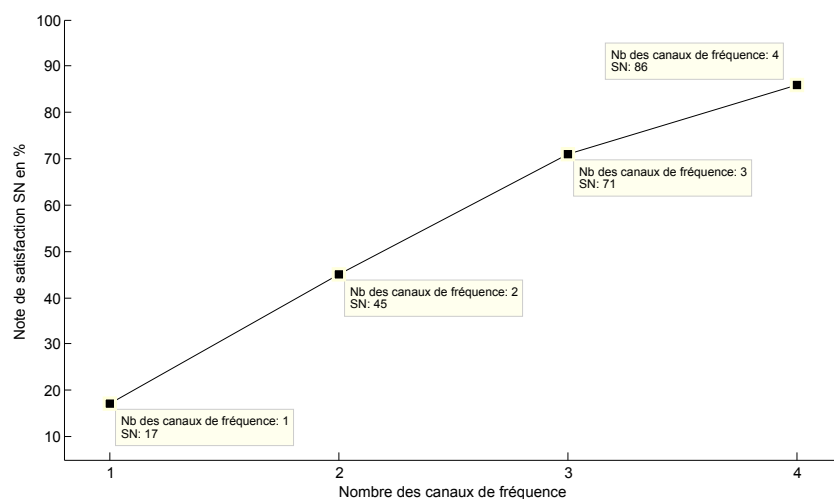 100
90
80
70
60
50
40
30
20
10
Note de satisfaction SN en %
Nb des canaux de fréquence: 4
SN: 86
Nb des canaux de fréquence: 3
SN: 71
Nb des canaux de fréquence: 2
SN: 45
Nb des canaux de fréquence: 1
SN: 17
1 2 3 4
Nombre des canaux de fréquence